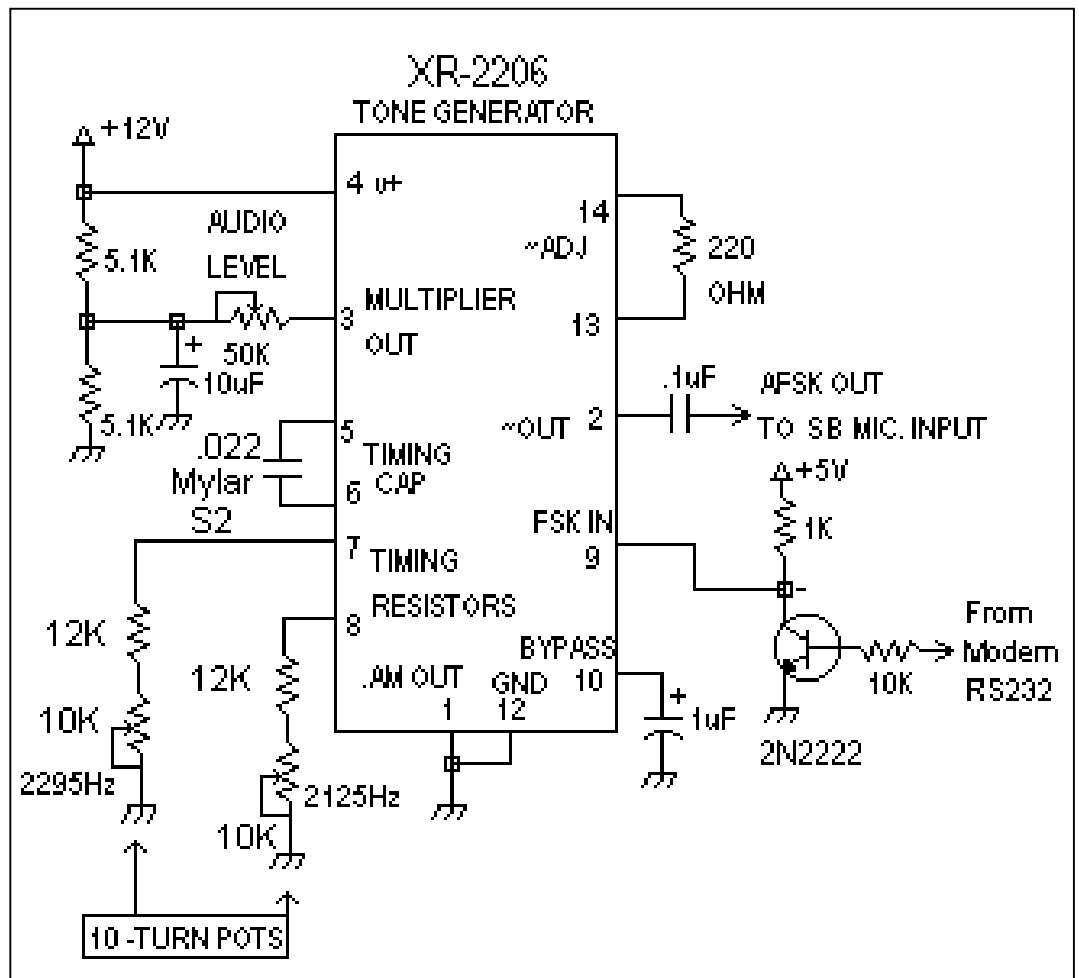 XR-2206
TONE GENERATOR
+12V
4 v+
14
AUDIO
LEVEL
~ADJ
220
OHM
5.1K
MULTIPLIER
3
OUT
13
50K
+
10uF
.1uF
AFSK OUT
5.1K
5
~OUT
2
TO SB MIC. INPUT
.022
Mylar
S2
TIMING
CAP
6
+5V
1K
FSK IN
9
7
TIMING
RESISTORS
8
12K
From
Modem
RS232
12K
BYPASS
10
10K
.AM OUT
GND
1
12
+
1uF
2N2222
10K
2295Hz
2125Hz
10K
10-TURN POTS